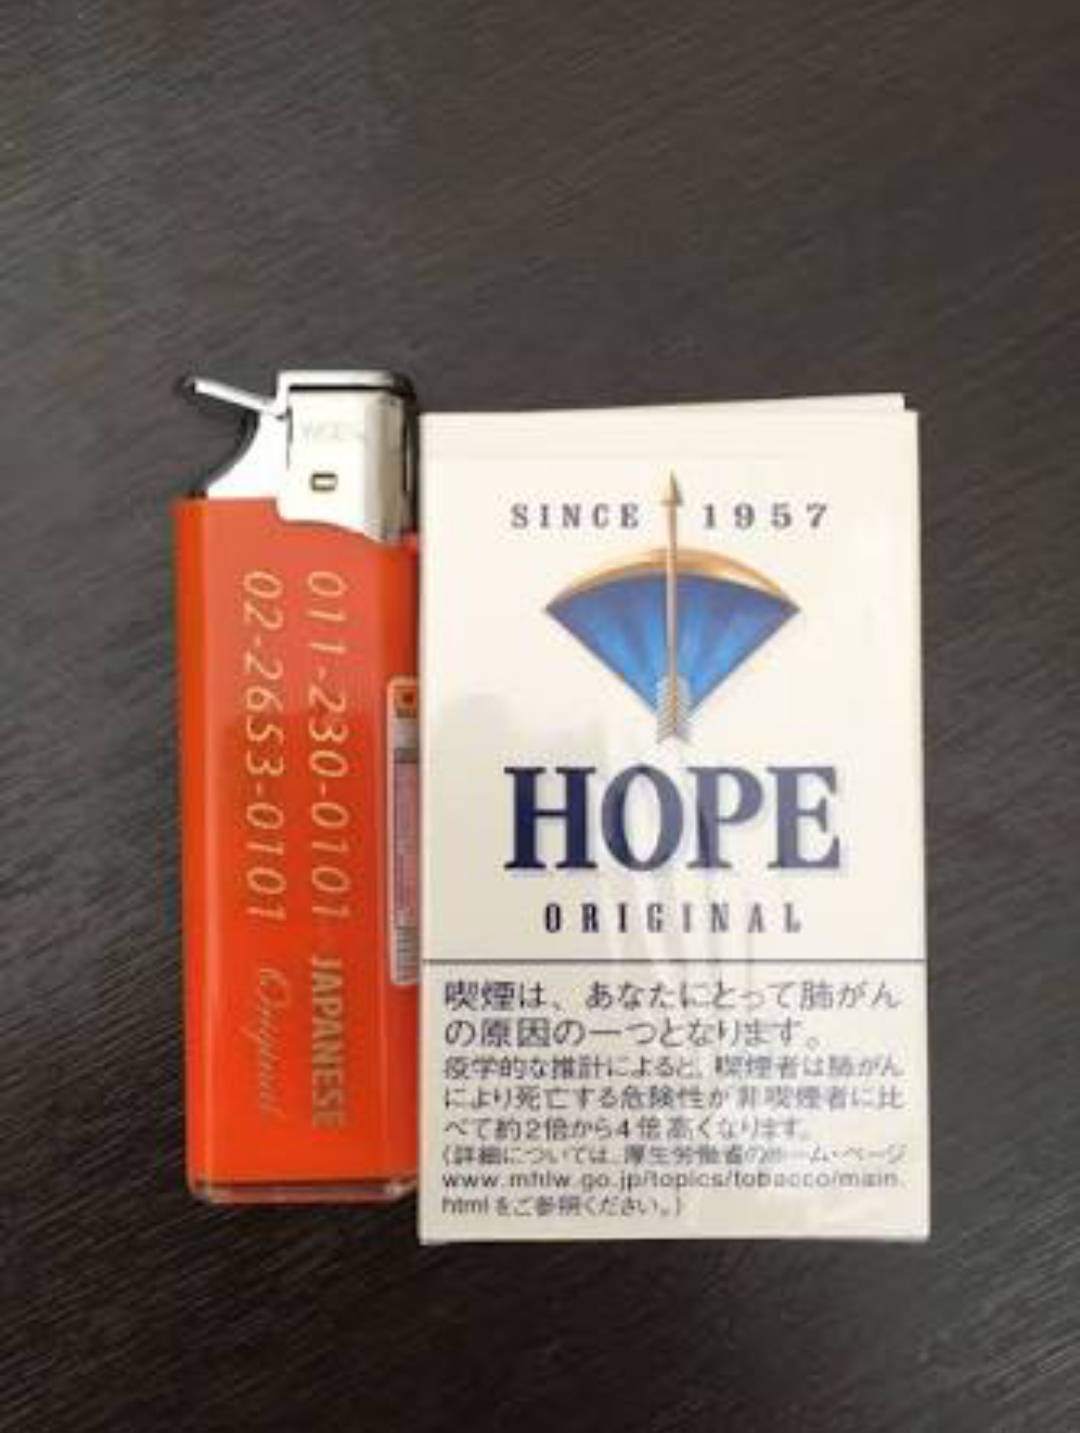 011-230-0101 JAPANESE
02-2653-0101 Original
SINCE 1957
HOPE
ORIGINAL
喫煙は、あなたにとって肺がん
の原因の一つとなります。
疫学的な推計によると、喫煙者は肺がん
により死亡する危険性が非喫煙者に比
べて約2倍から4倍高くなります。
(詳細については、厚生労働省のホーム・ページ
www.mhlw.go.jp/topics/tobacco/main.
htmlをご参照ください。)